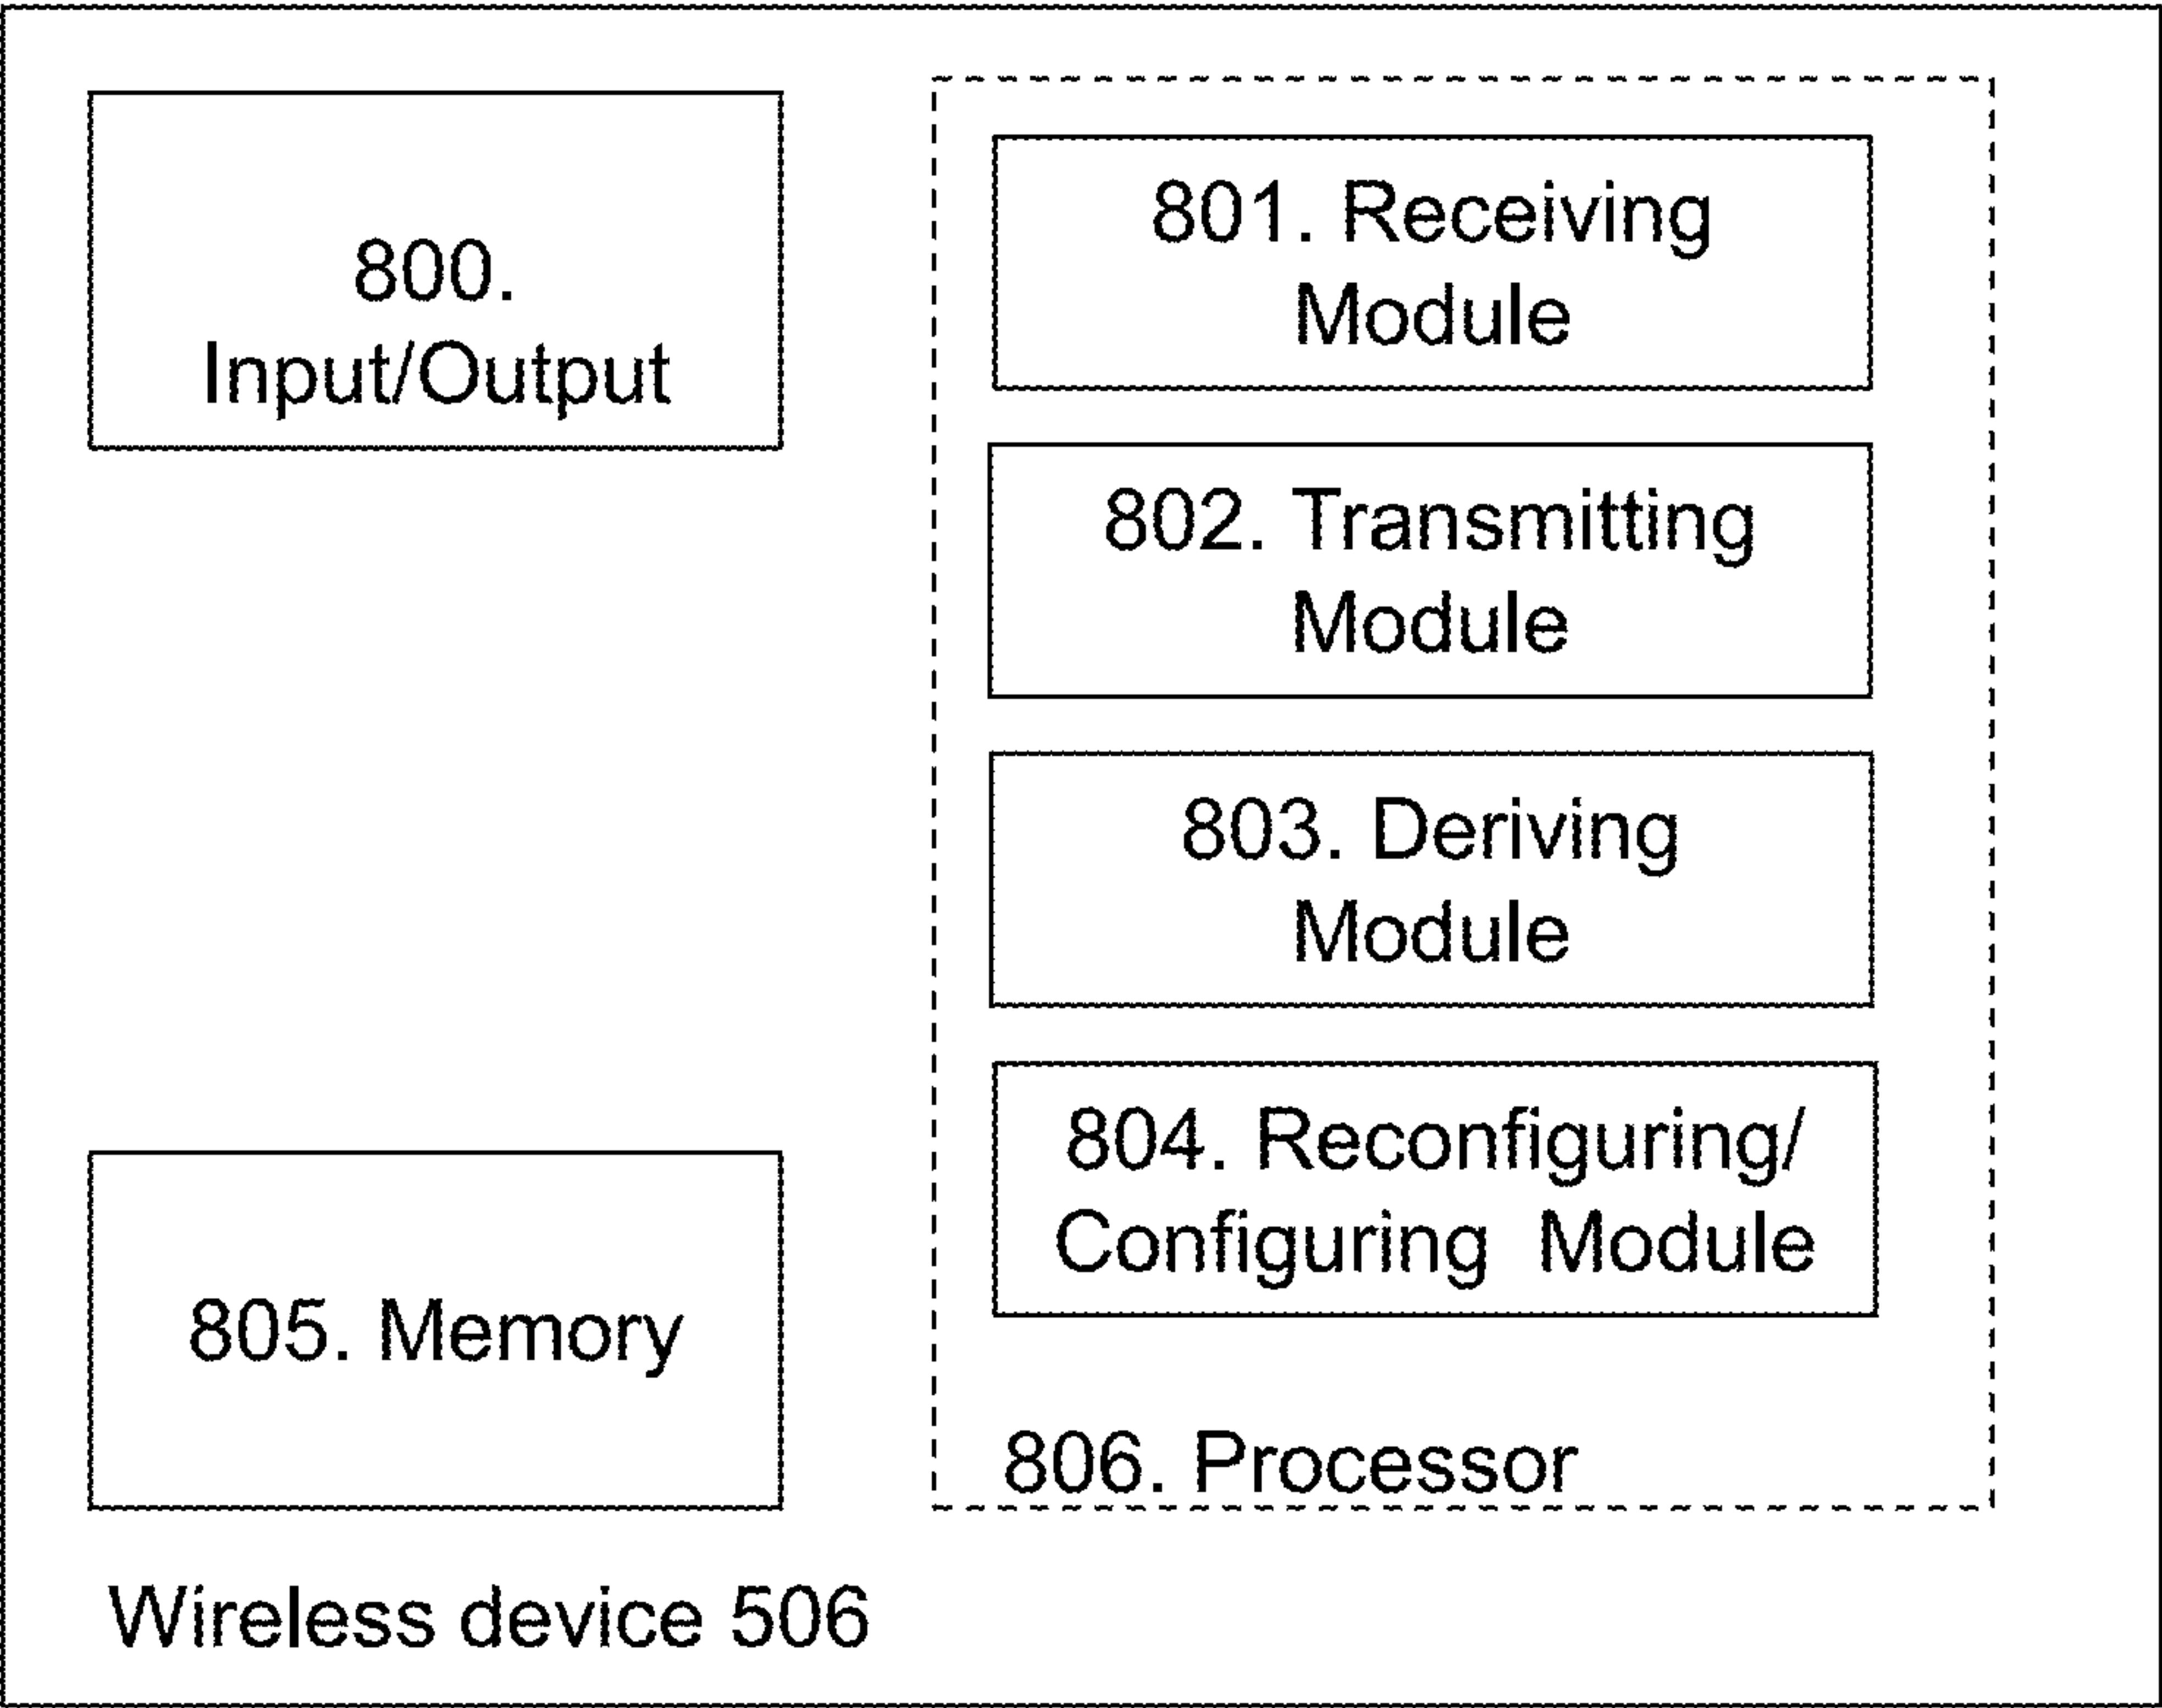 800.
Input/Output
801. Receiving
Module
802. Transmitting
Module
803. Deriving
Module
804. Reconfiguring/
Configuring Module
805. Memory
806. Processor
Wireless device 506